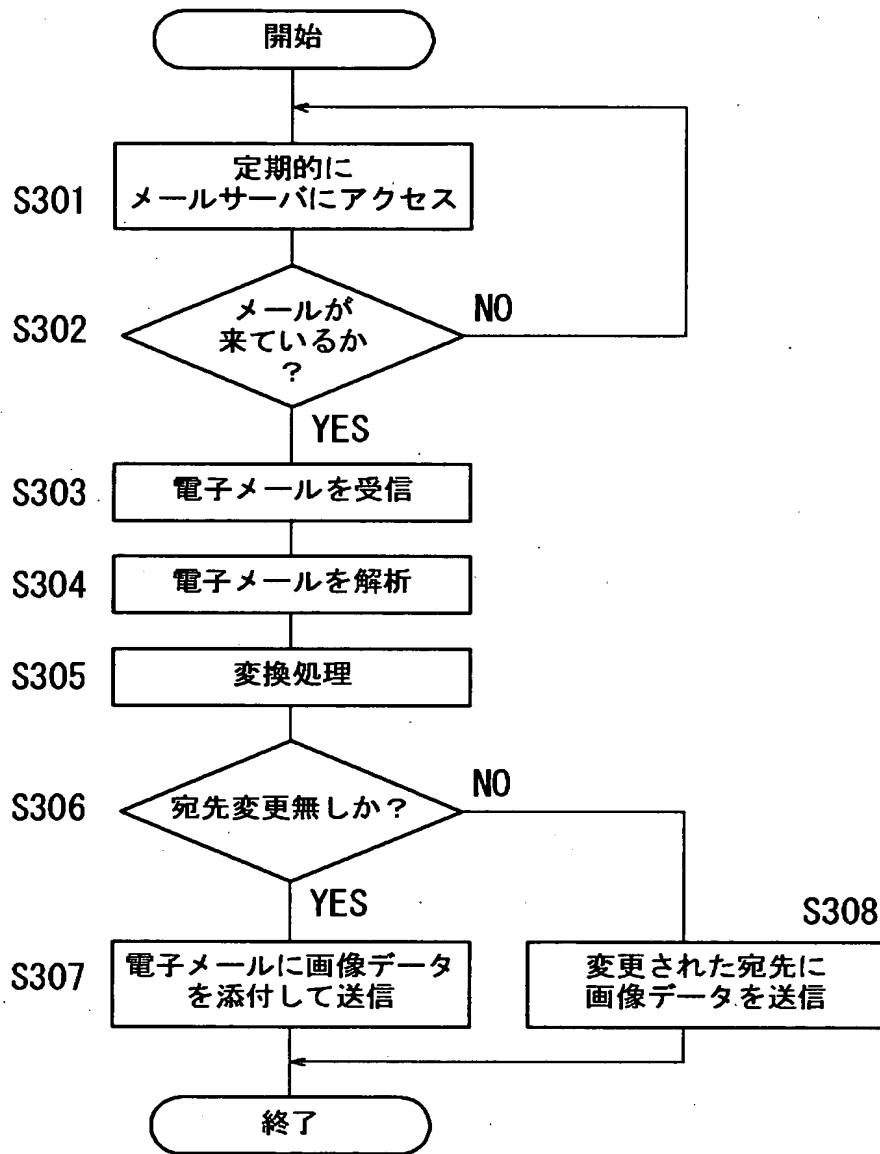 開始
S301
定期的に
メールサーバにアクセス
S302
メールが
来ているか
?
NO
YES
S303
電子メールを受信
S304
電子メールを解析
S305
変換処理
S306
宛先変更無しか?
NO
YES
S308
S307
電子メールに画像データ
を添付して送信
変更された宛先に
画像データを送信
終了